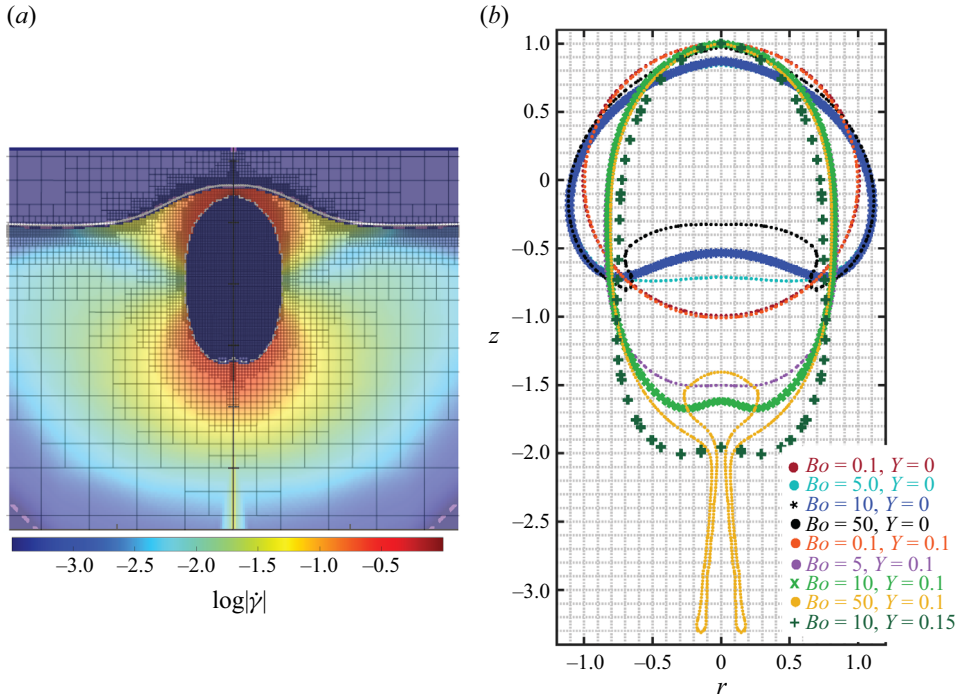 (a)
(b)
1.0
0.5
0
−0.5
−1.0
−1.5
−2.0
−2.5
−3.0
z
Bo = 0.1, Y = 0
Bo = 5.0, Y = 0
Bo = 10, Y = 0
Bo = 50, Y = 0
Bo = 0.1, Y = 0.1
Bo = 5, Y = 0.1
Bo = 10, Y = 0.1
Bo = 50, Y = 0.1
Bo = 10, Y = 0.15
−3.0 −2.5 −2.0 −1.5 −1.0 −0.5
log|γ̇|
−1.0 −0.5 0 0.5 1.0
r